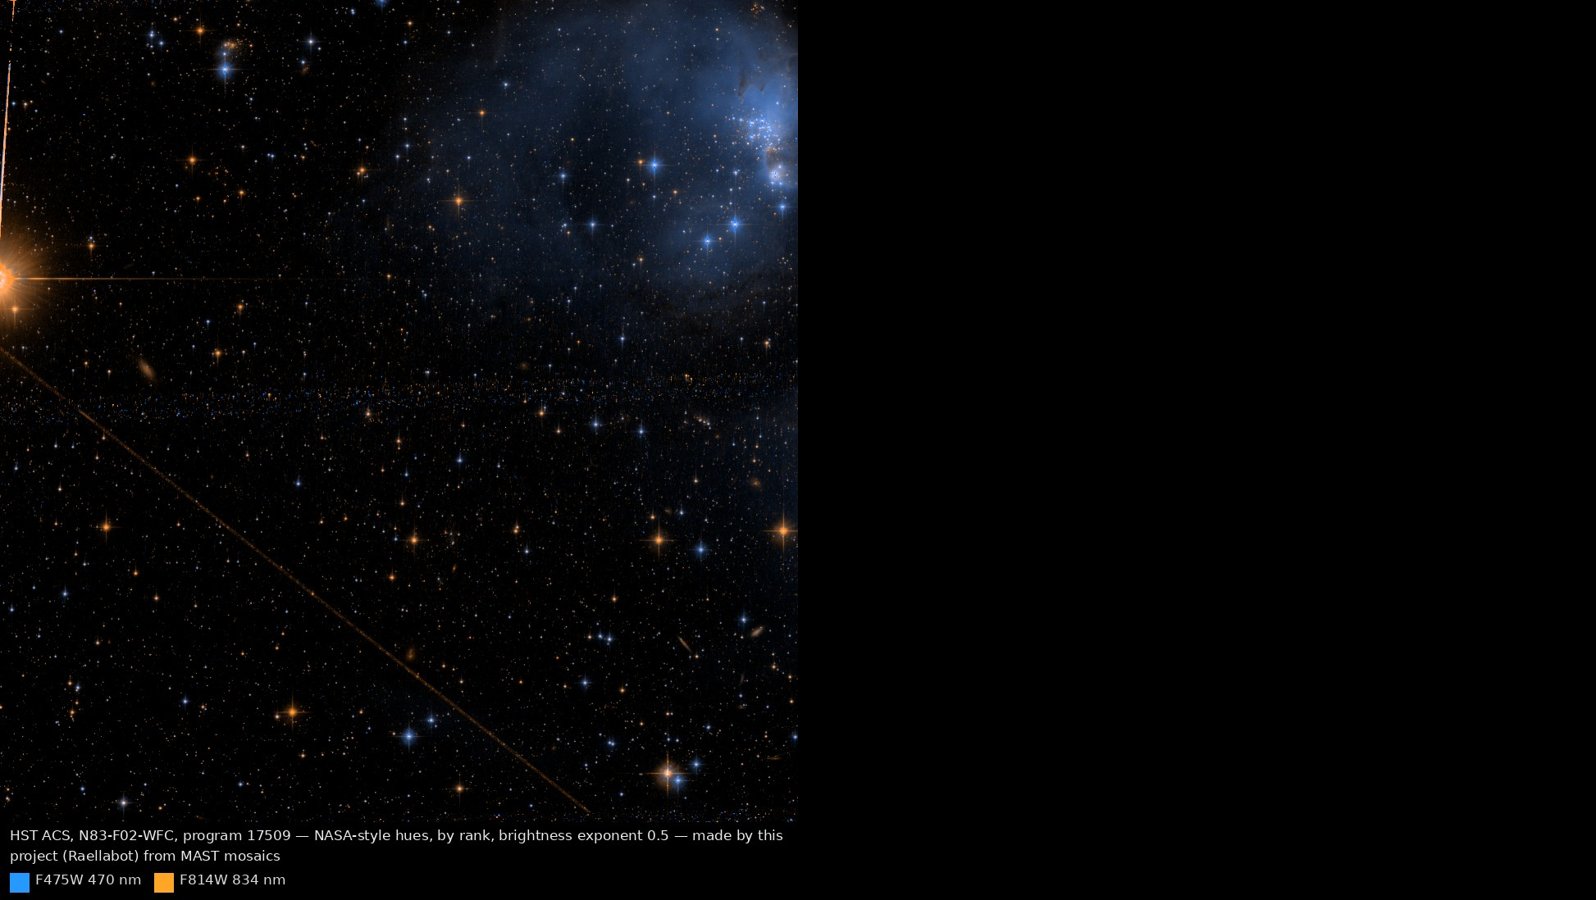 HST ACS, N83-F02-WFC, program 17509 — NASA-style hues, by rank, brightness exponent 0.5 — made by this
project (Raellabot) from MAST mosaics
F475W 470 nm F814W 834 nm